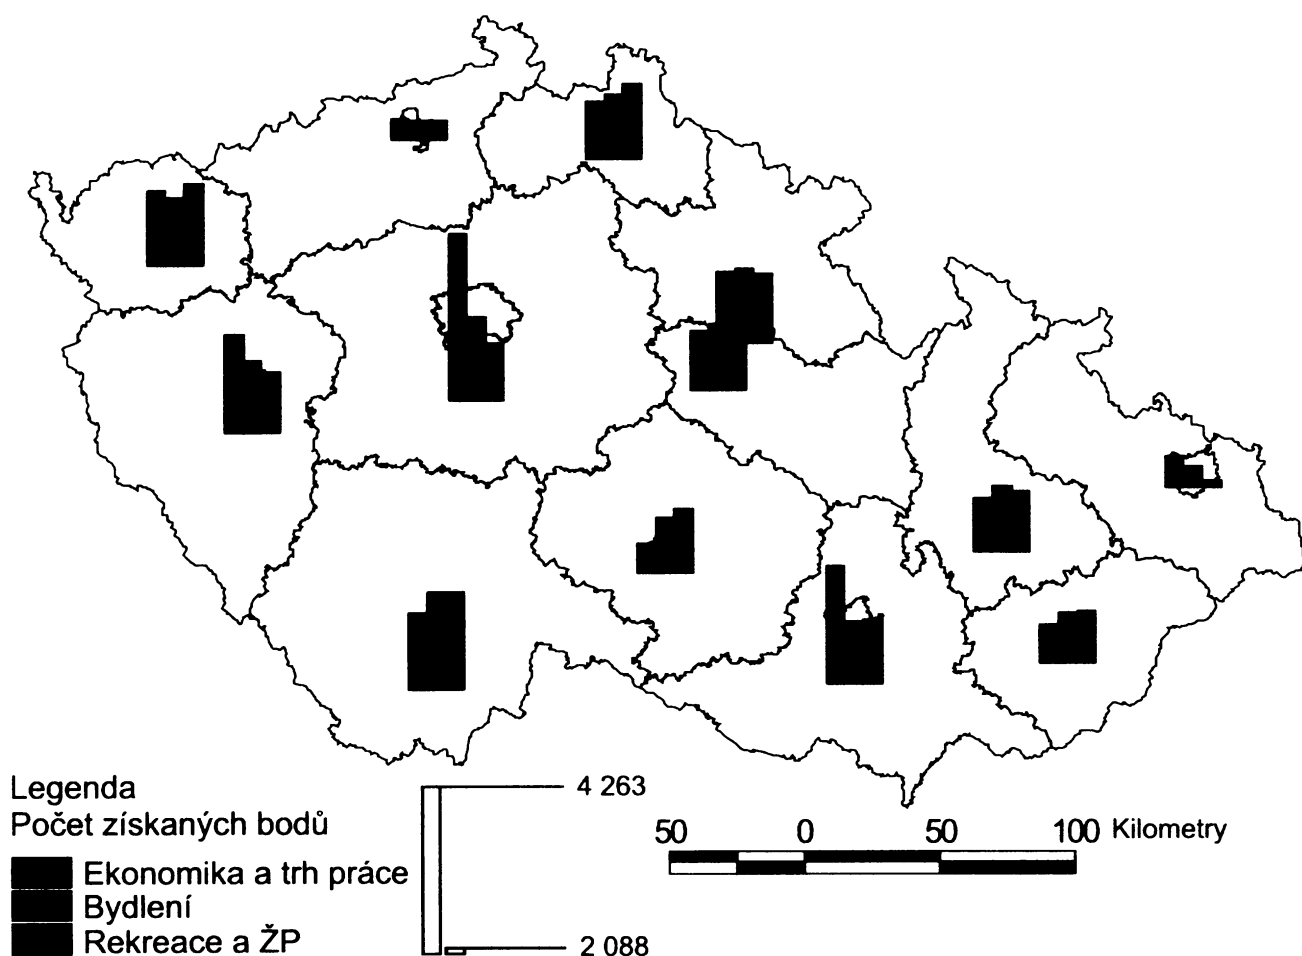 Legenda
Počet získaných bodů
Ekonomika a trh práce
Bydlení
Rekreace a ŽP
4 263
2 088
50 0 50 100 Kilometry